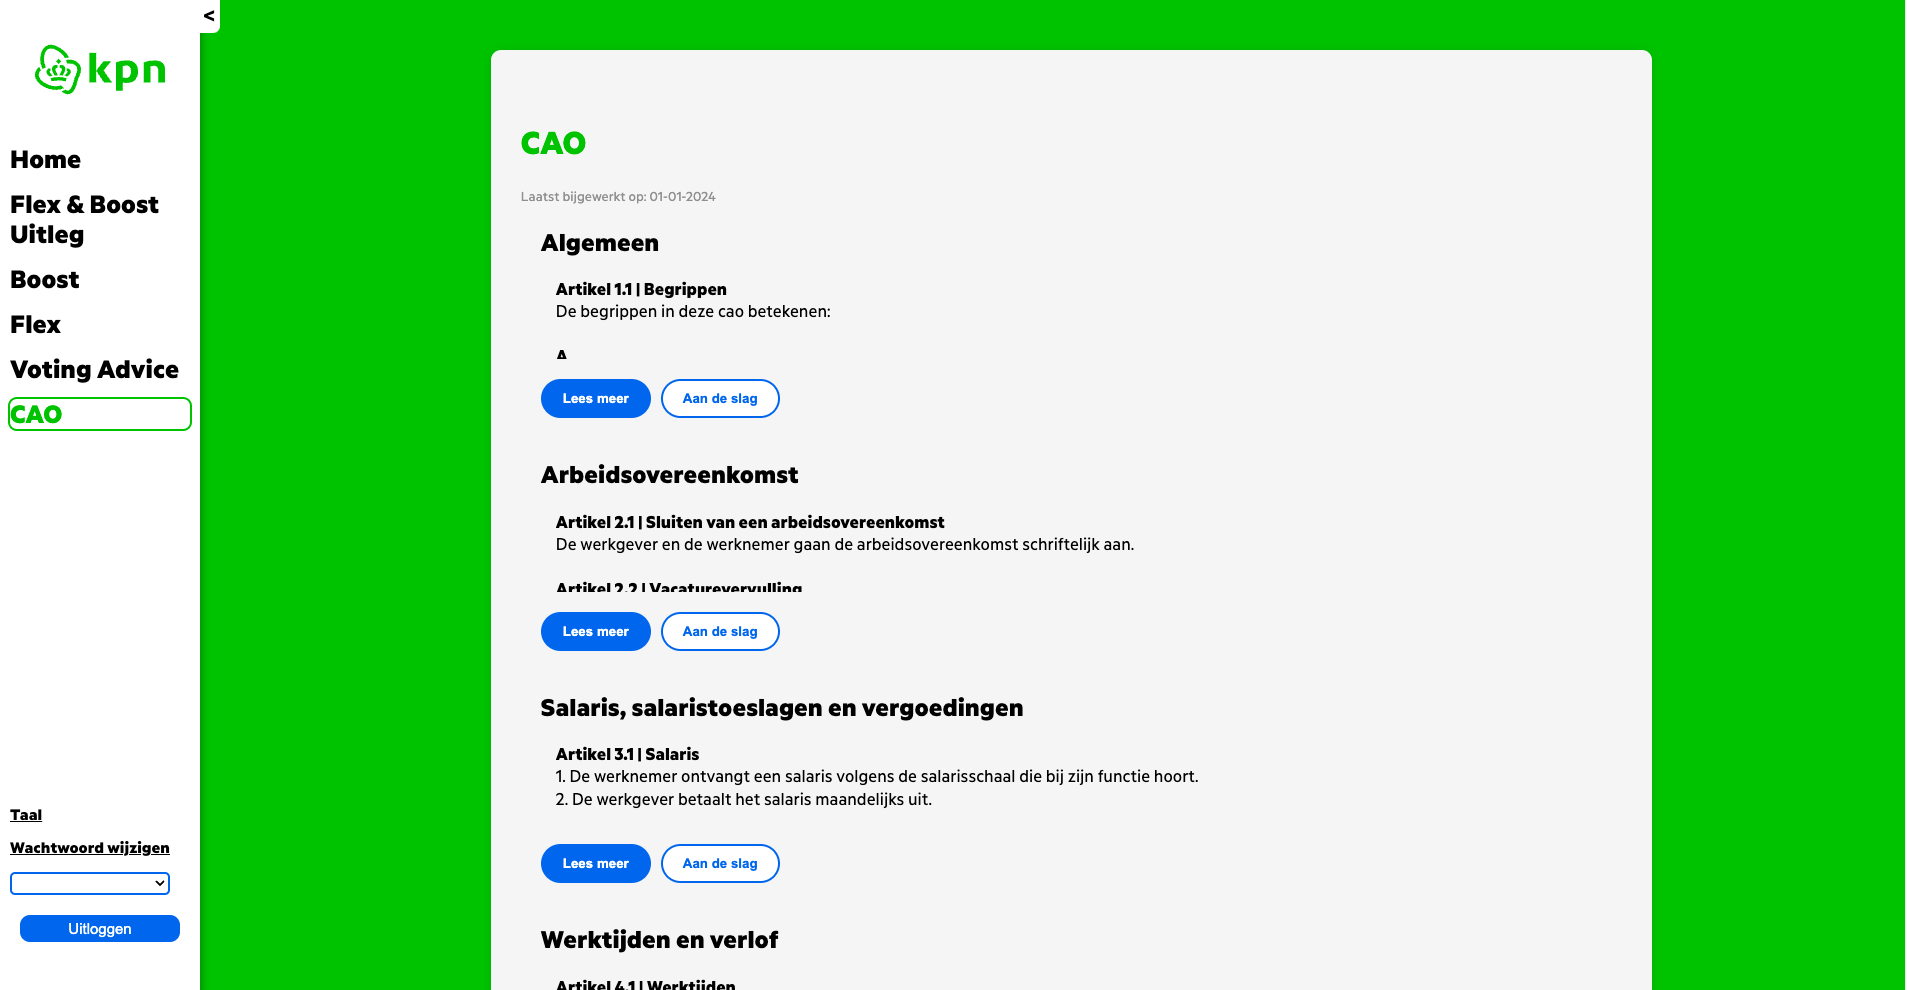 <
kpn
Home
Flex & Boost
Uitleg
Boost
Flex
Voting Advice
CAO
Taal
Wachtwoord wijzigen
Uitloggen
CAO
Laatst bijgewerkt op: 01-01-2024
Algemeen
Artikel 1.1 | Begrippen
De begrippen in deze cao betekenen:
A
Lees meer
Aan de slag
Arbeidsovereenkomst
Artikel 2.1 | Sluiten van een arbeidsovereenkomst
De werkgever en de werknemer gaan de arbeidsovereenkomst schriftelijk aan.
Artikel 2.2 | Vacaturevervulling
Lees meer
Aan de slag
Salaris, salaristoeslagen en vergoedingen
Artikel 3.1 | Salaris
1. De werknemer ontvangt een salaris volgens de salarisschaal die bij zijn functie hoort.
2. De werkgever betaalt het salaris maandelijks uit.
Lees meer
Aan de slag
Werktijden en verlof
Artikel 4.1 | Werktijden